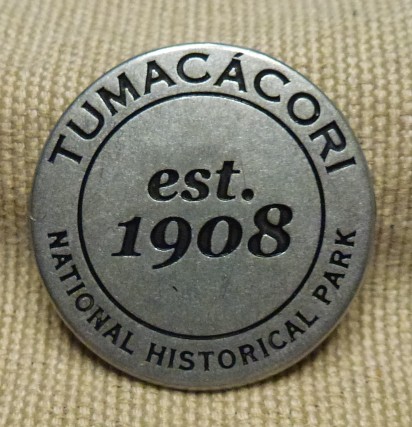 TUMACÁCORI
est.
1908
NATIONAL HISTORICAL PARK